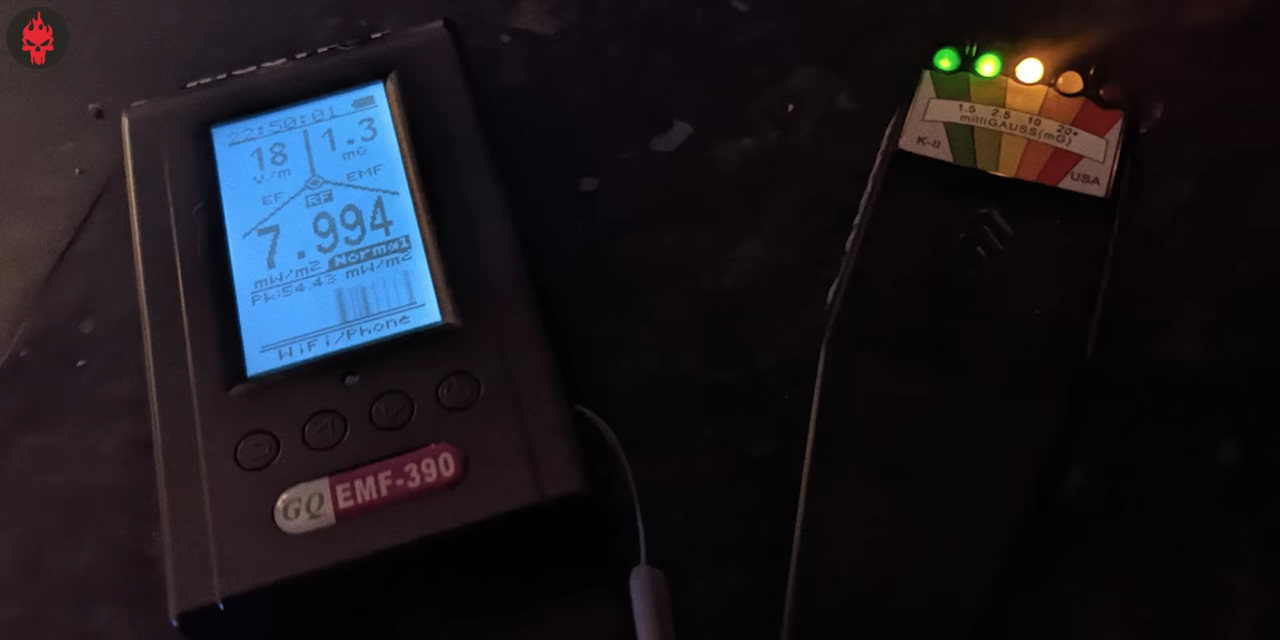 22:50:01
18 1.3
V/m mG
EF RF EMF
7.994
mW/m2 Normal
Pk:54.43 mW/m2
WiFi/Phone
GQ EMF-390
1.5 2.5 10 20+
milliGAUSS(mG)
K-II
USA